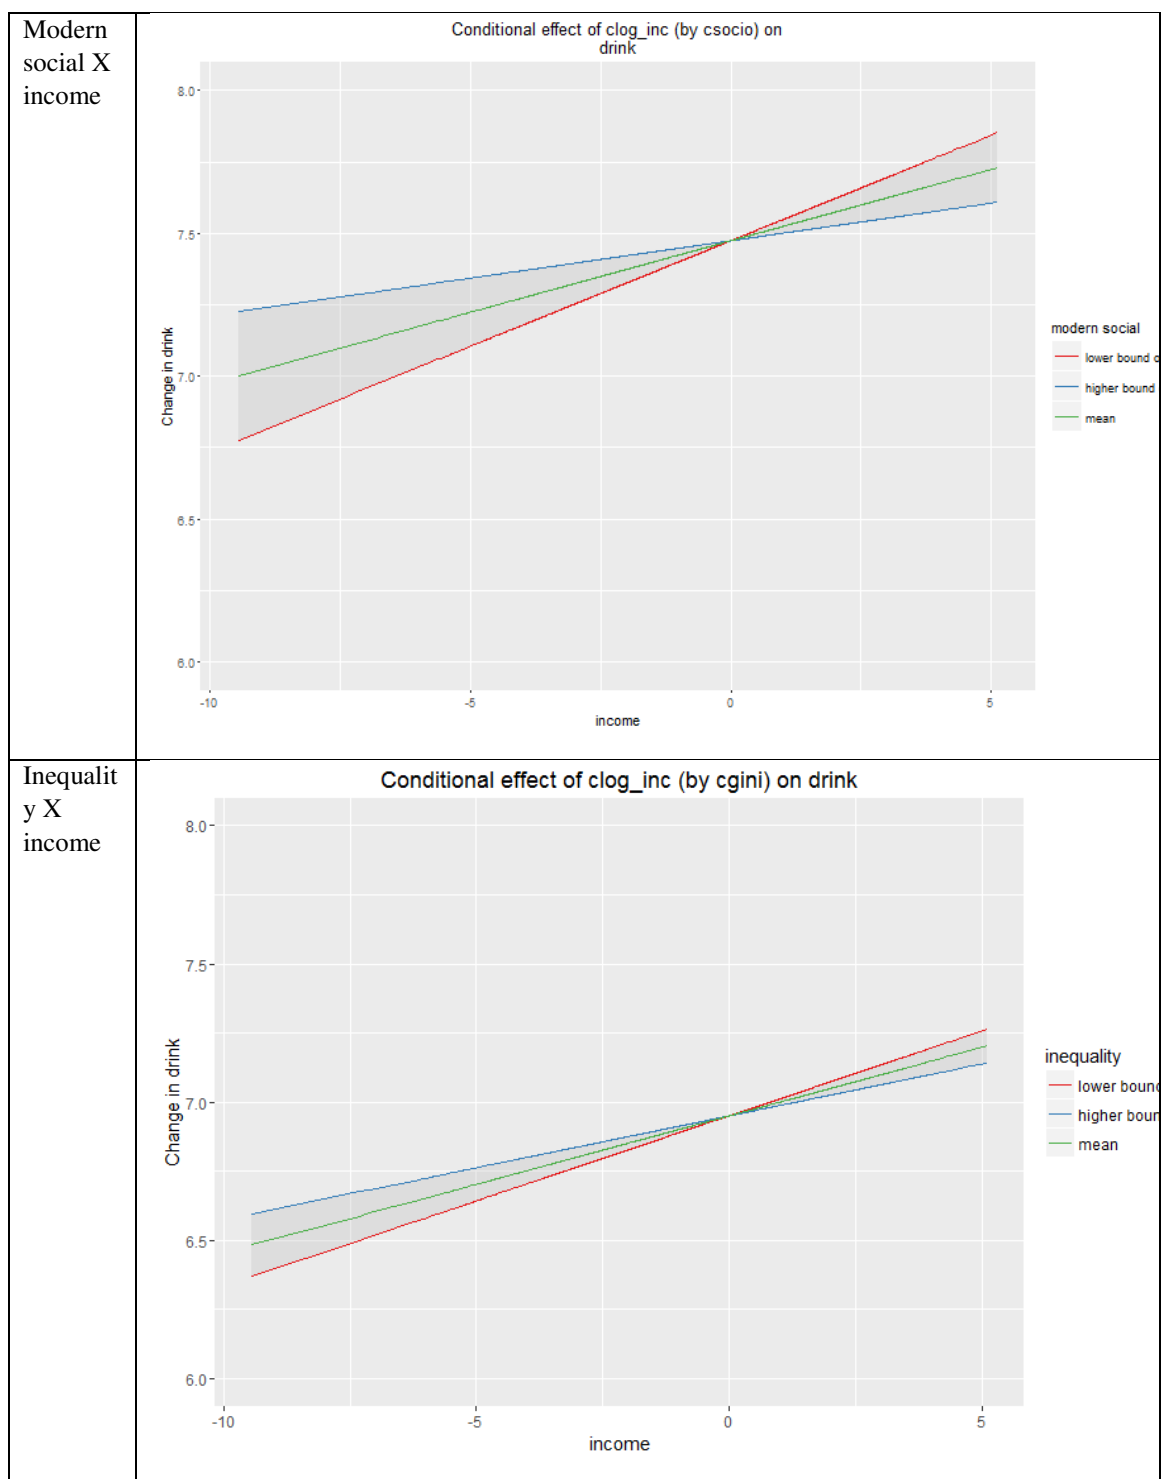 Modern
social X
income
Conditional effect of clog_inc (by csocio) on
drink
8.0
7.5
7.0
6.5
6.0
Change in drink
-10
-5
0
5
income
modern social
lower bound o
higher bound
mean
Inequalit
y X
income
Conditional effect of clog_inc (by cgini) on drink
8.0
7.5
7.0
6.5
6.0
Change in drink
-10
-5
0
5
income
inequality
lower bound
higher boun
mean